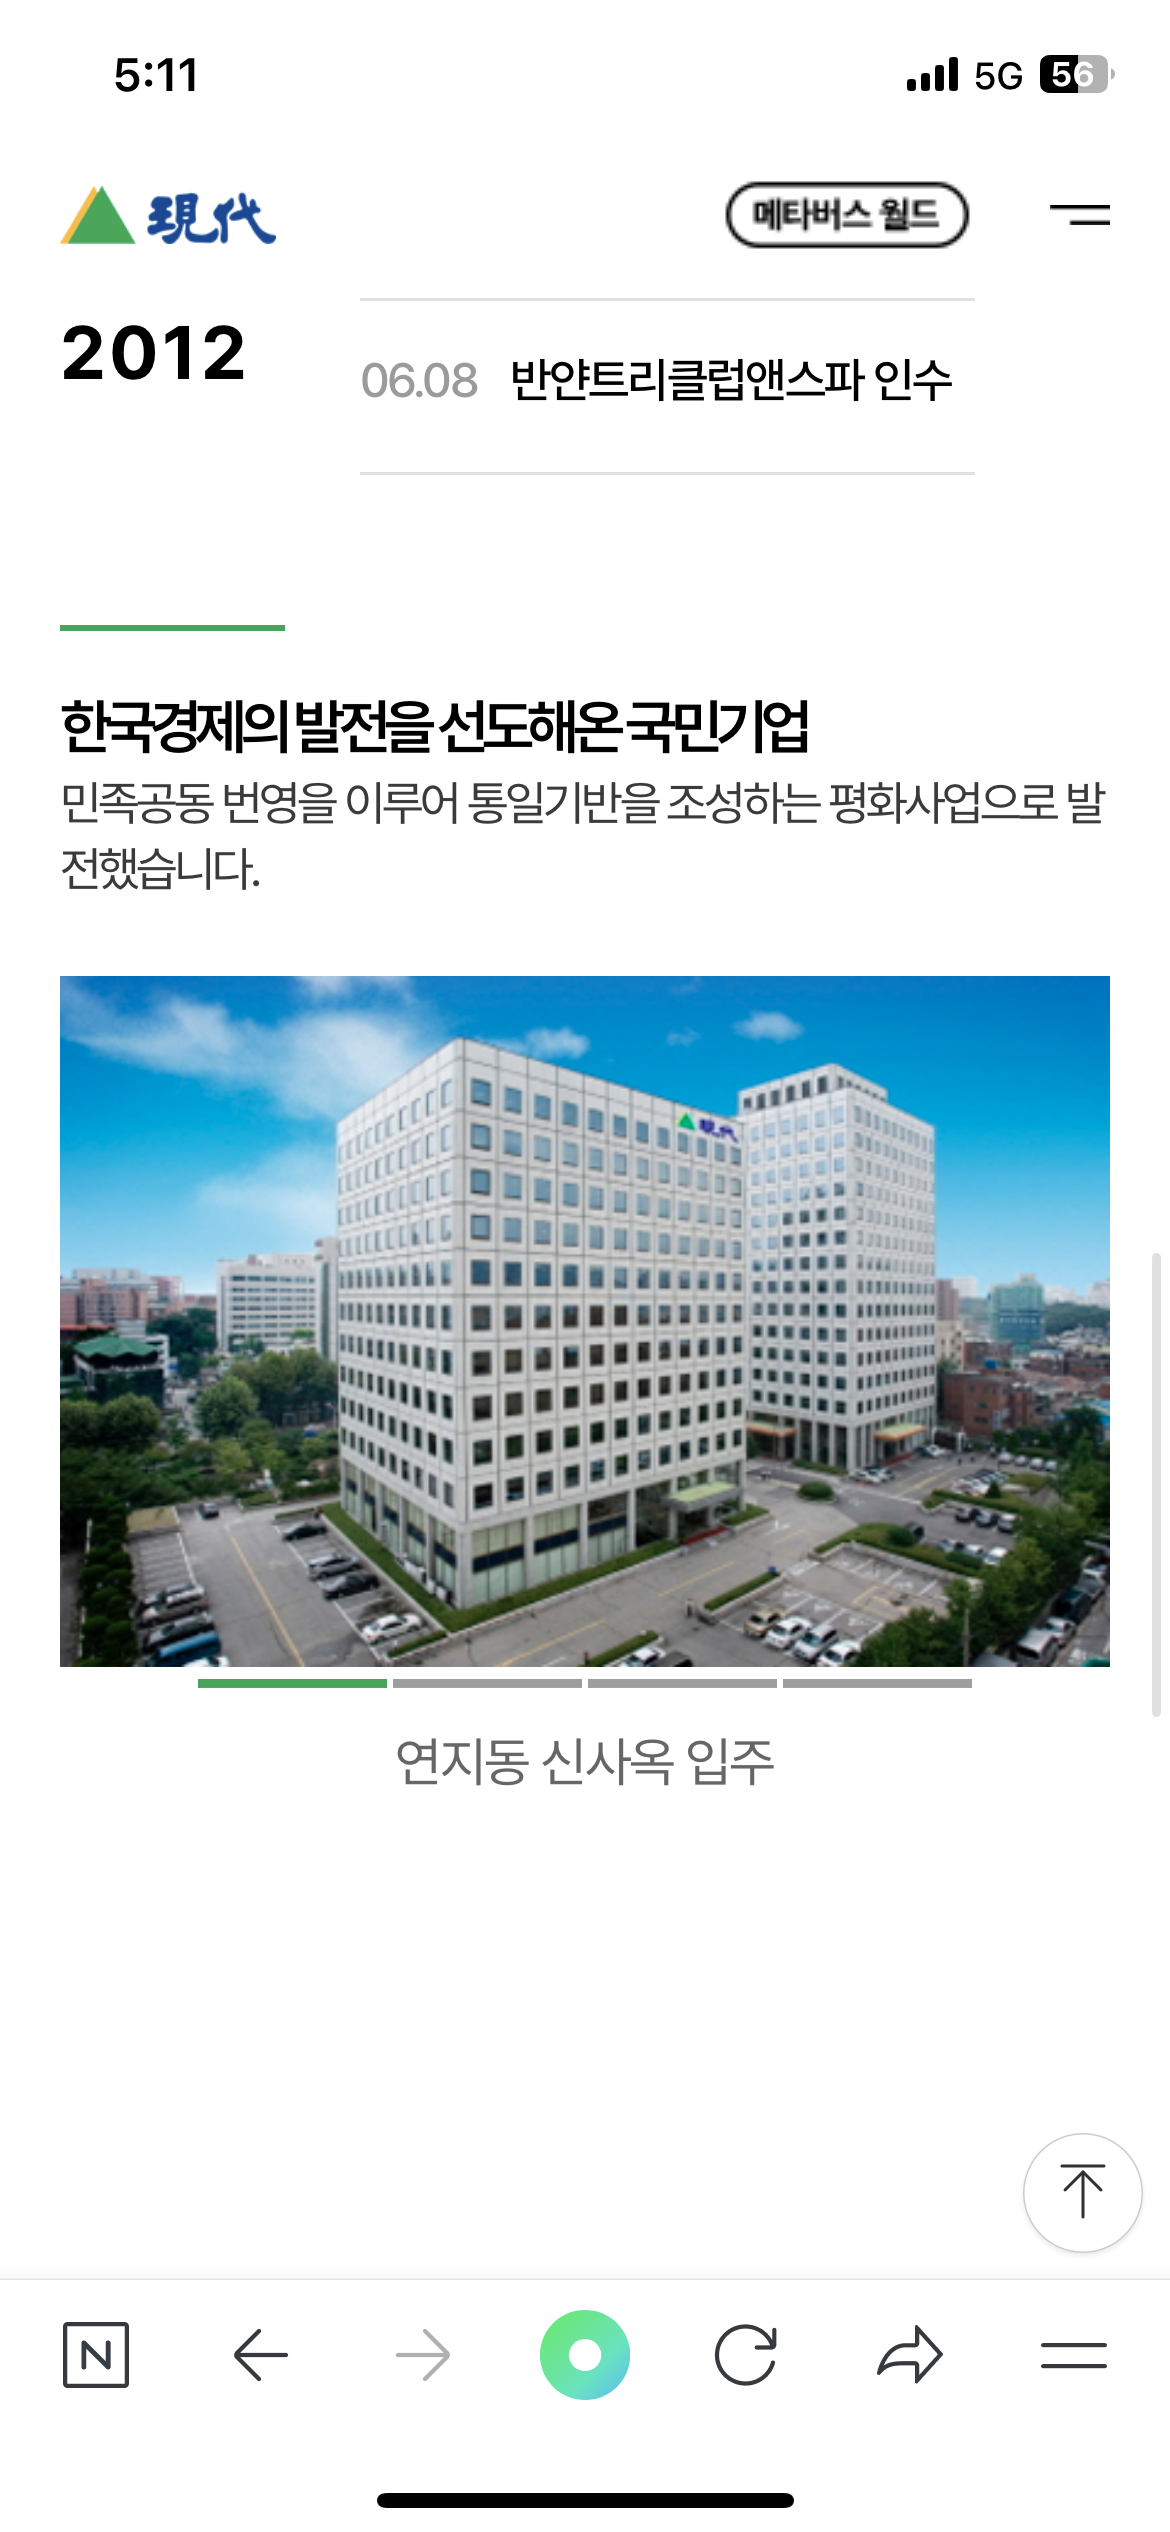 5:11
5G
56
現代
메타버스 월드
2012
06.08 반얀트리클럽앤스파 인수
한국경제의 발전을 선도해온 국민기업
민족공동 번영을 이루어 통일기반을 조성하는 평화사업으로 발
전했습니다.
現代
연지동 신사옥 입주
N